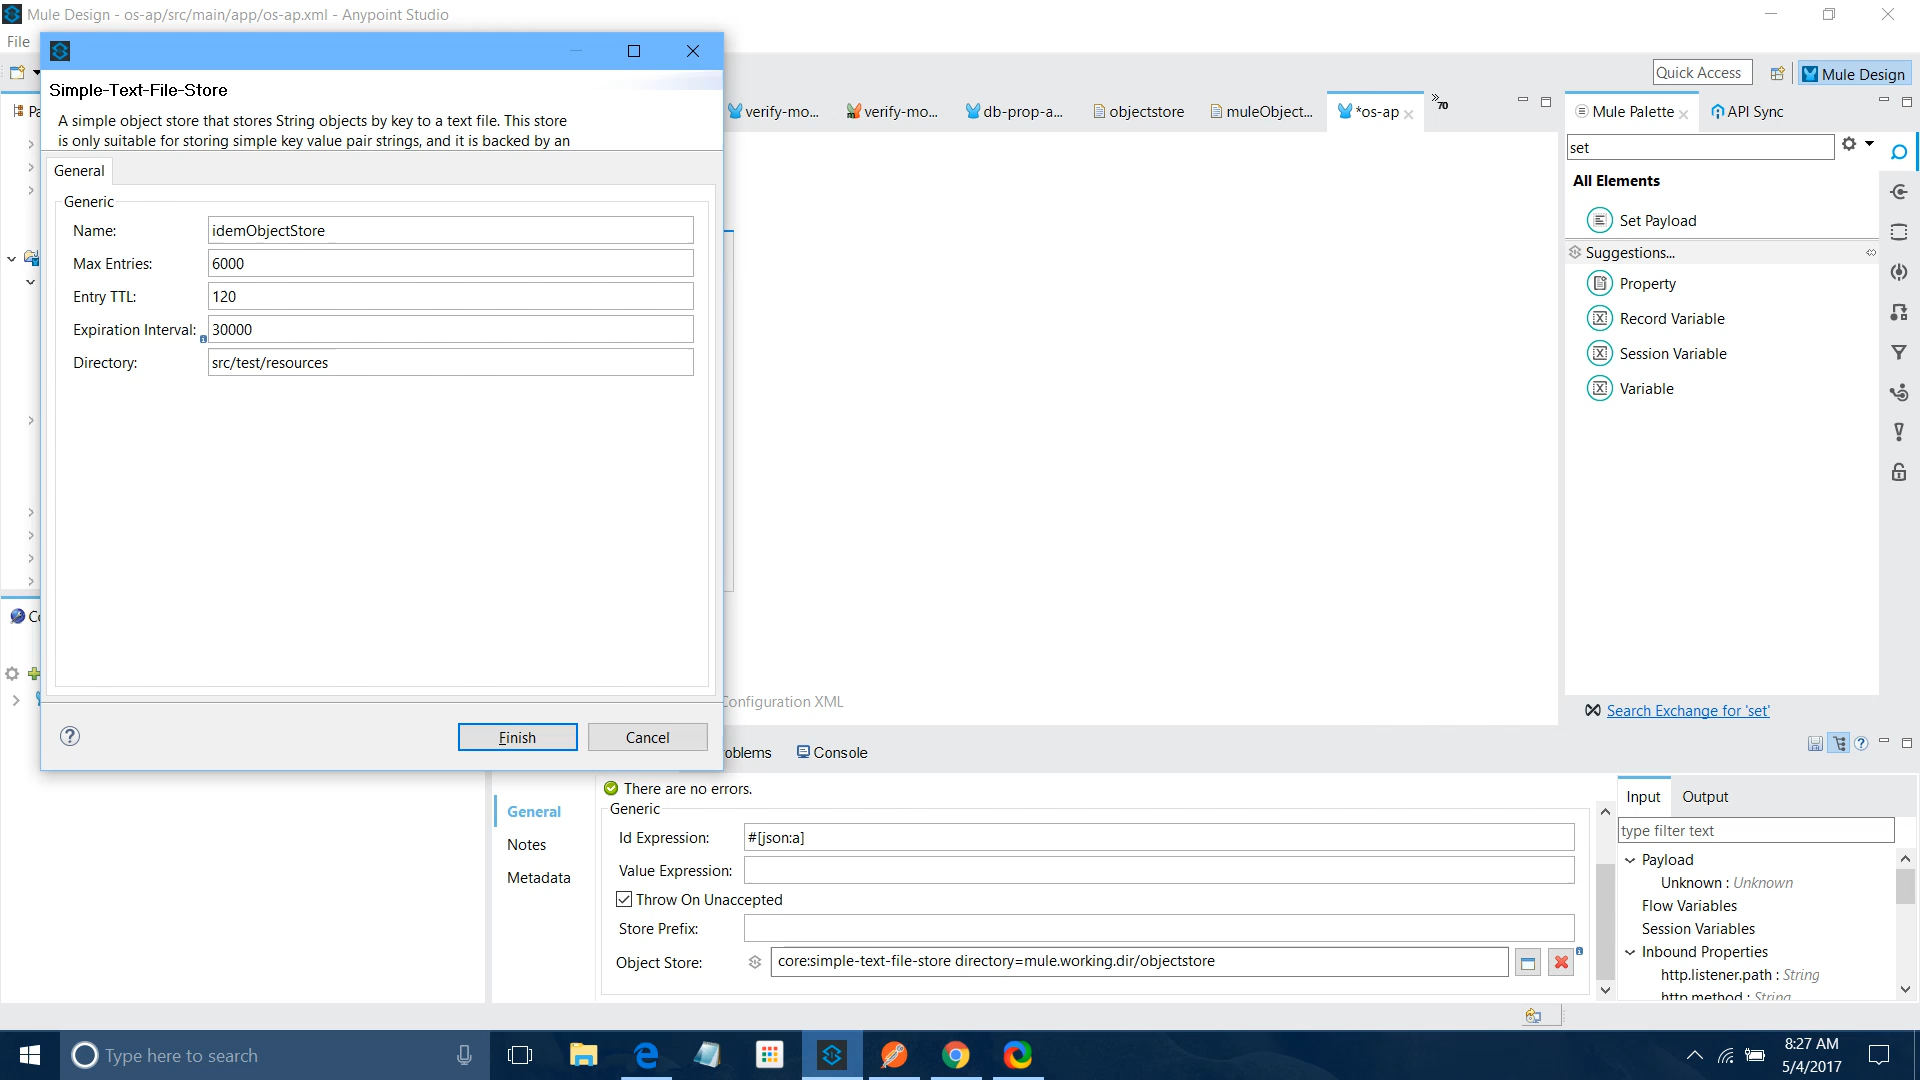 Mule Design - os-ap/src/main/app/os-ap.xml - Anypoint Studio
File
Quick Access
Mule Design
Simple-Text-File-Store
A simple object store that stores String objects by key to a text file. This store
is only suitable for storing simple key value pair strings, and it is backed by an
General
Generic
Name: idemObjectStore
Max Entries: 6000
Entry TTL: 120
Expiration Interval: 30000
Directory: src/test/resources
Finish
Cancel
Pa
Co
verify-mo...
verify-mo...
db-prop-a...
objectstore
muleObject...
*os-ap
70
Mule Palette
API Sync
set
All Elements
Set Payload
Suggestions...
Property
Record Variable
Session Variable
Variable
Search Exchange for 'set'
onfiguration XML
oblems
Console
General
Notes
Metadata
There are no errors.
Generic
Id Expression: #[json:a]
Value Expression:
Throw On Unaccepted
Store Prefix:
Object Store: core:simple-text-file-store directory=mule.working.dir/objectstore
Input
Output
type filter text
Payload
Unknown : Unknown
Flow Variables
Session Variables
Inbound Properties
http.listener.path : String
http.method : String
Type here to search
8:27 AM
5/4/2017